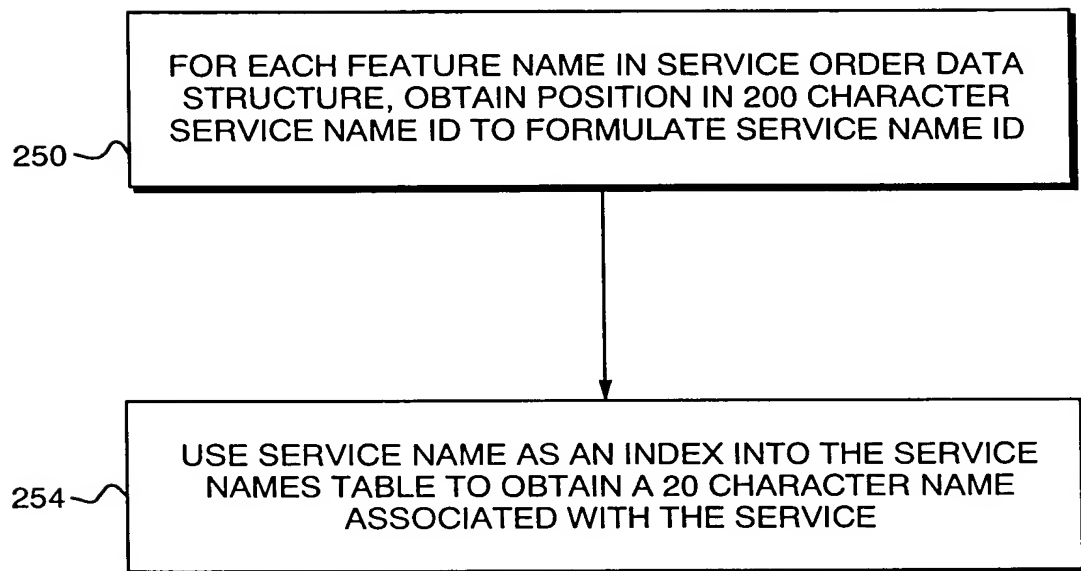 FOR EACH FEATURE NAME IN SERVICE ORDER DATA
STRUCTURE, OBTAIN POSITION IN 200 CHARACTER
SERVICE NAME ID TO FORMULATE SERVICE NAME ID
250
USE SERVICE NAME AS AN INDEX INTO THE SERVICE
NAMES TABLE TO OBTAIN A 20 CHARACTER NAME
ASSOCIATED WITH THE SERVICE
254